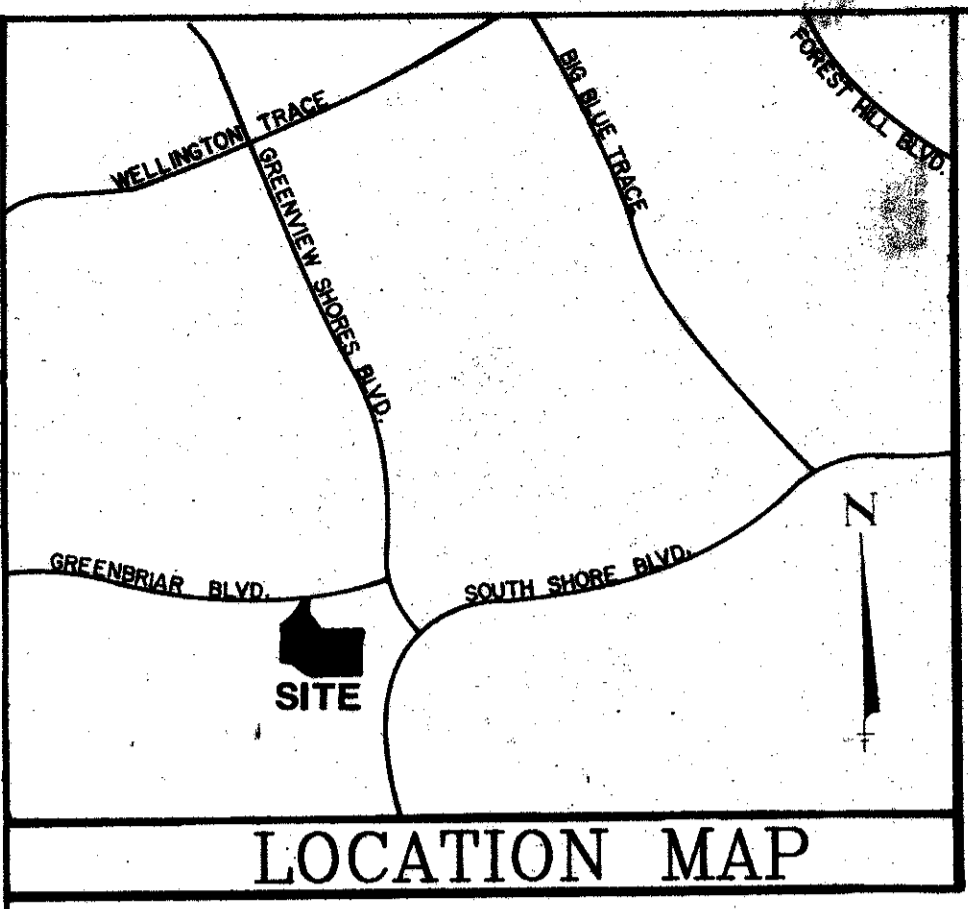 FOREST HILL BLVD.
BIG BLUE TRACE
WELLINGTON TRACE
GREENVIEW SHORES BLVD.
N
GREENBRIAR BLVD.
SOUTH SHORE BLVD.
SITE
LOCATION MAP